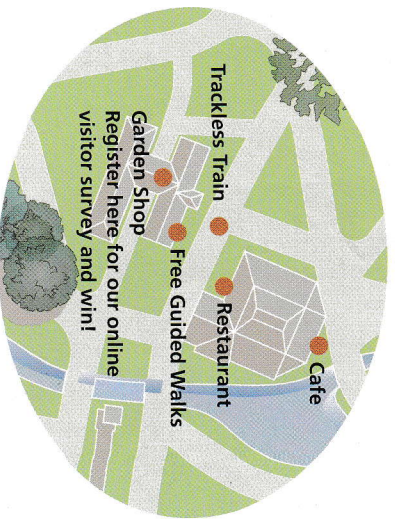 Cafe
Restaurant
Trackless Train
Free Guided Walks
Garden Shop
Register here for our online
visitor survey and win!